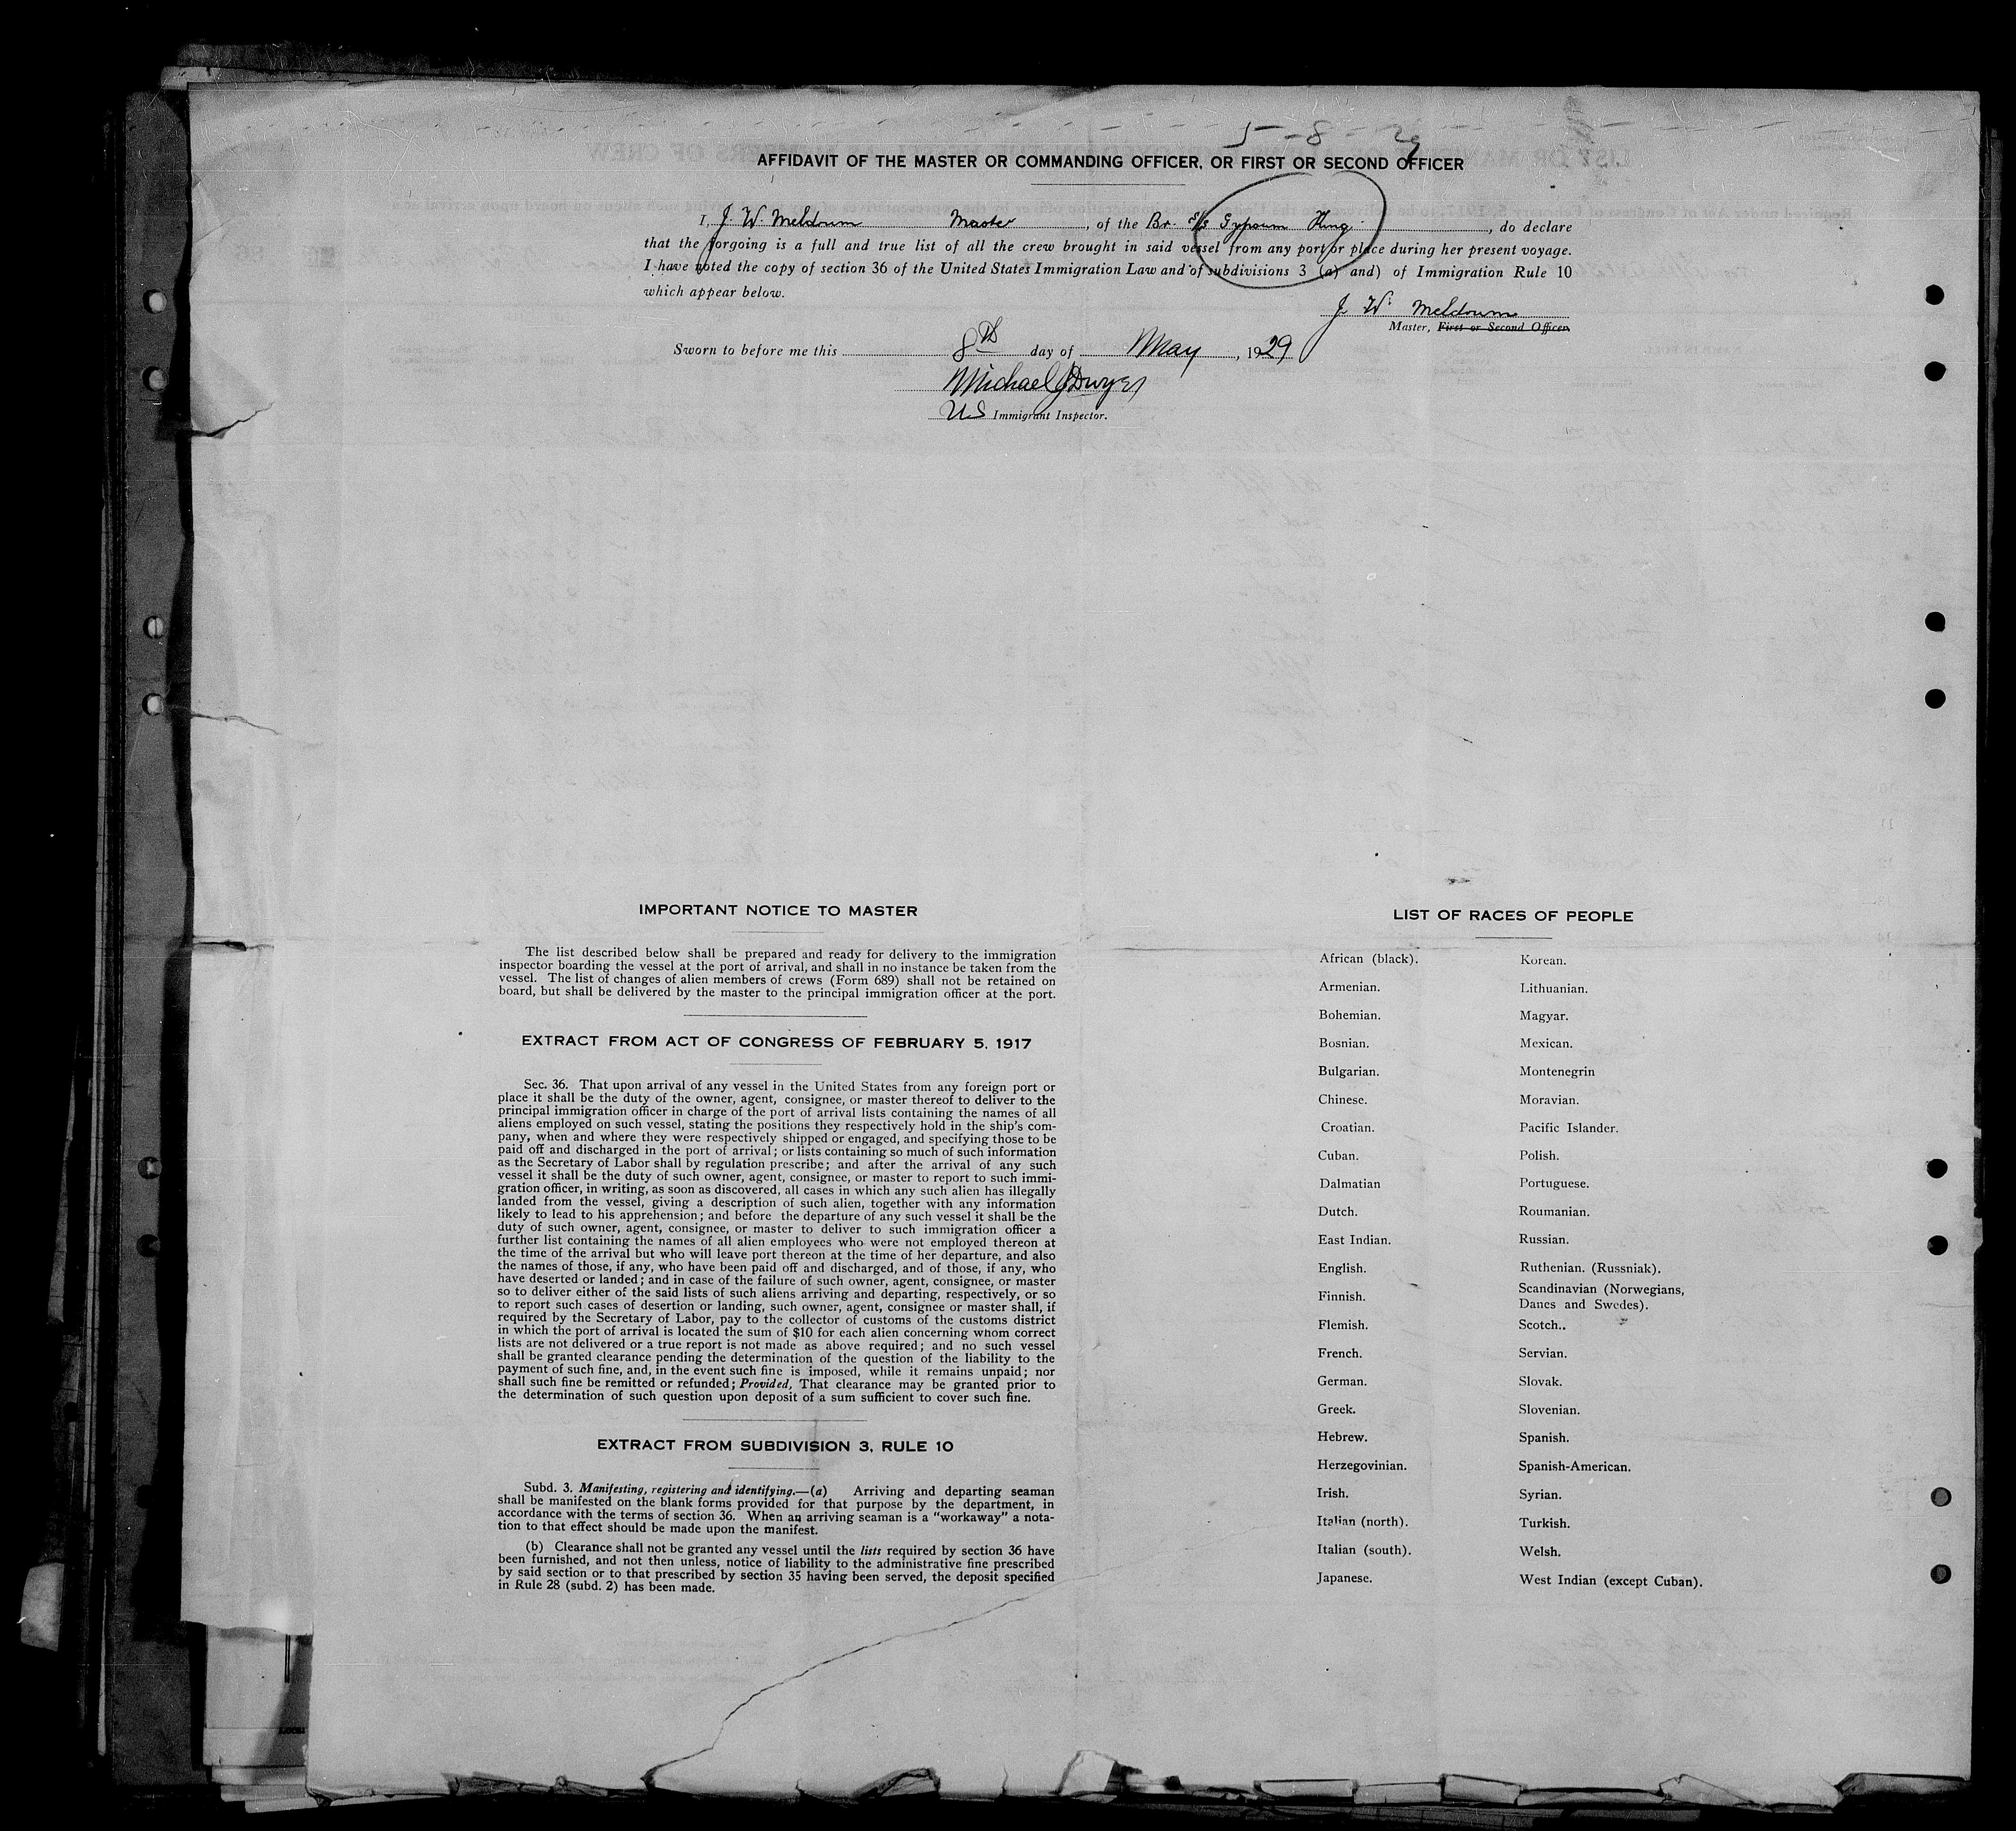 5-8-29
AFFIDAVIT OF THE MASTER OR COMMANDING OFFICER, OR FIRST OR SECOND OFFICER
I, J. W. Meldrum Master, of the Br. S/S Gypsum King, do declare
that the forgoing is a full and true list of all the crew brought in said vessel from any port or place during her present voyage.
I have noted the copy of section 36 of the United States Immigration Law and of subdivisions 3 (a) and) of Immigration Rule 10
which appear below.
J. W. Meldrum
Master, First or Second Officer.
Sworn to before me this 8th day of May, 1929
Michael J Dwyer
US Immigrant Inspector.
IMPORTANT NOTICE TO MASTER
The list described below shall be prepared and ready for delivery to the immigration
inspector boarding the vessel at the port of arrival, and shall in no instance be taken from the
vessel. The list of changes of alien members of crews (Form 689) shall not be retained on
board, but shall be delivered by the master to the principal immigration officer at the port.
EXTRACT FROM ACT OF CONGRESS OF FEBRUARY 5, 1917
Sec. 36. That upon arrival of any vessel in the United States from any foreign port or
place it shall be the duty of the owner, agent, consignee, or master thereof to deliver to the
principal immigration officer in charge of the port of arrival lists containing the names of all
aliens employed on such vessel, stating the positions they respectively hold in the ship's com-
pany, when and where they were respectively shipped or engaged, and specifying those to be
paid off and discharged in the port of arrival; or lists containing so much of such information
as the Secretary of Labor shall by regulation prescribe; and after the arrival of any such
vessel it shall be the duty of such owner, agent, consignee, or master to report to such immi-
gration officer, in writing, as soon as discovered, all cases in which any such alien has illegally
landed from the vessel, giving a description of such alien, together with any information
likely to lead to his apprehension; and before the departure of any such vessel it shall be the
duty of such owner, agent, consignee, or master to deliver to such immigration officer a
further list containing the names of all alien employees who were not employed thereon at
the time of the arrival but who will leave port thereon at the time of her departure, and also
the names of those, if any, who have been paid off and discharged, and of those, if any, who
have deserted or landed; and in case of the failure of such owner, agent, consignee, or master
so to deliver either of the said lists of such aliens arriving and departing, respectively, or so
to report such cases of desertion or landing, such owner, agent, consignee or master shall, if
required by the Secretary of Labor, pay to the collector of customs of the customs district
in which the port of arrival is located the sum of $10 for each alien concerning whom correct
lists are not delivered or a true report is not made as above required; and no such vessel
shall be granted clearance pending the determination of the question of the liability to the
payment of such fine, and, in the event such fine is imposed, while it remains unpaid; nor
shall such fine be remitted or refunded; Provided, That clearance may be granted prior to
the determination of such question upon deposit of a sum sufficient to cover such fine.
EXTRACT FROM SUBDIVISION 3, RULE 10
Subd. 3. Manifesting, registering and identifying.—(a) Arriving and departing seaman
shall be manifested on the blank forms provided for that purpose by the department, in
accordance with the terms of section 36. When an arriving seaman is a "workaway" a nota-
tion to that effect should be made upon the manifest.
(b) Clearance shall not be granted any vessel until the lists required by section 36 have
been furnished, and not then unless, notice of liability to the administrative fine prescribed
by said section or to that prescribed by section 35 having been served, the deposit specified
in Rule 28 (subd. 2) has been made.
LIST OF RACES OF PEOPLE
African (black).
Armenian.
Bohemian.
Bosnian.
Bulgarian.
Chinese.
Croatian.
Cuban.
Dalmatian
Dutch.
East Indian.
English.
Finnish.
Flemish.
French.
German.
Greek.
Hebrew.
Herzegovinian.
Irish.
Italian (north).
Italian (south).
Japanese.
Korean.
Lithuanian.
Magyar.
Mexican.
Montenegrin
Moravian.
Pacific Islander.
Polish.
Portuguese.
Roumanian.
Russian.
Ruthenian. (Russniak).
Scandinavian (Norwegians,
Danes and Swedes).
Scotch..
Servian.
Slovak.
Slovenian.
Spanish.
Spanish-American.
Syrian.
Turkish.
Welsh.
West Indian (except Cuban).